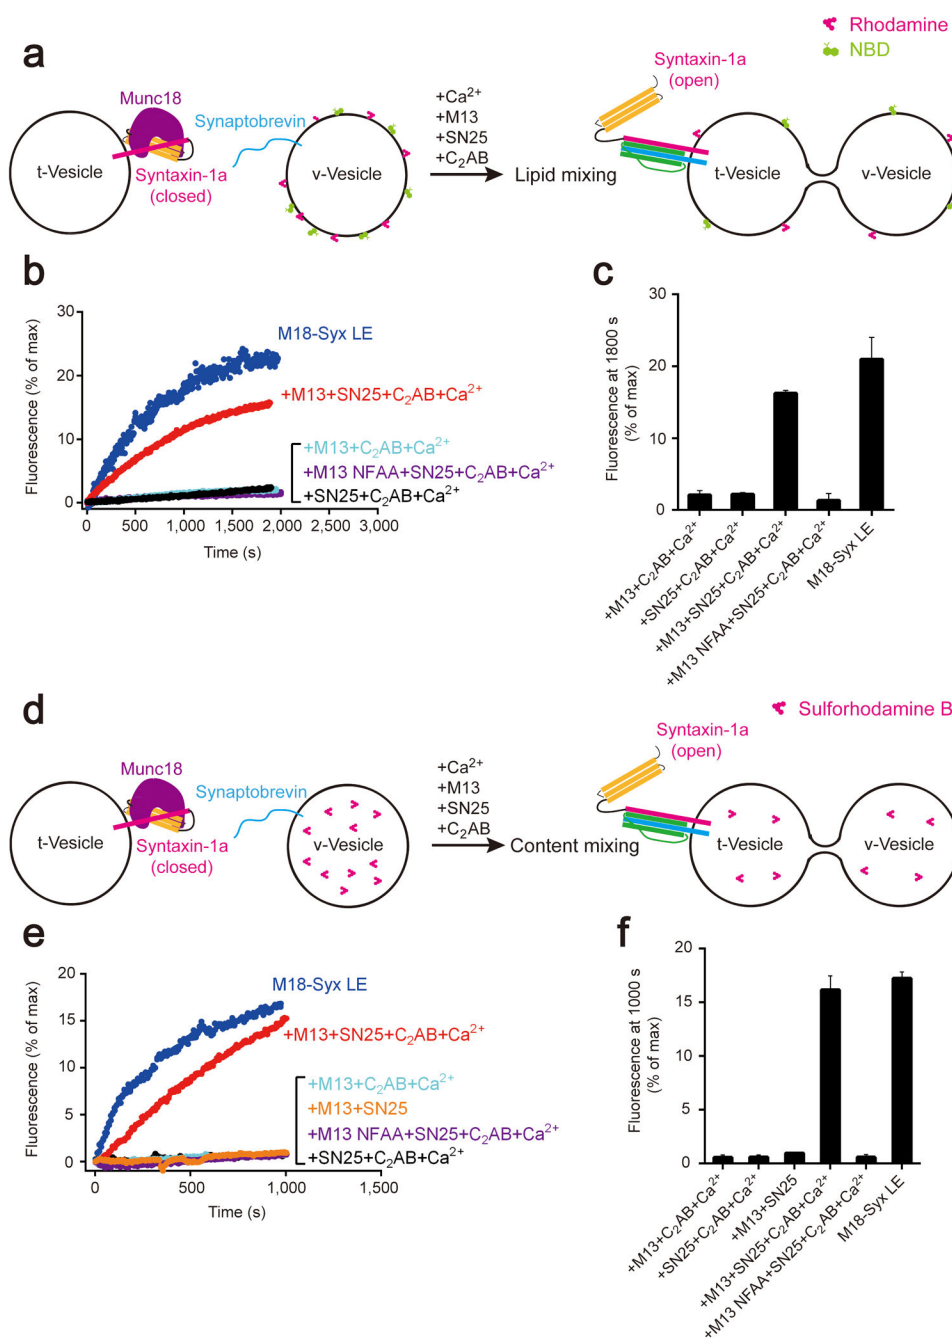 a
Rhodamine
NBD
Munc18
Synaptobrevin
t-Vesicle
Syntaxin-1a
(closed)
v-Vesicle
+Ca²⁺
+M13
+SN25
+C₂AB
Lipid mixing
Syntaxin-1a
(open)
t-Vesicle
v-Vesicle
b
Fluorescence (% of max)
30
20
10
0
0
500
1,000
1,500
2,000
2,500
3,000
Time (s)
M18-Syx LE
+M13+SN25+C₂AB+Ca²⁺
+M13+C₂AB+Ca²⁺
+M13 NFAA+SN25+C₂AB+Ca²⁺
+SN25+C₂AB+Ca²⁺
c
Fluorescence at 1800 s
(% of max)
30
20
10
0
+M13+C₂AB+Ca²⁺
+SN25+C₂AB+Ca²⁺
+M13+SN25+C₂AB+Ca²⁺
+M13 NFAA+SN25+C₂AB+Ca²⁺
M18-Syx LE
d
Sulforhodamine B
Munc18
Synaptobrevin
t-Vesicle
Syntaxin-1a
(closed)
v-Vesicle
+Ca²⁺
+M13
+SN25
+C₂AB
Content mixing
Syntaxin-1a
(open)
t-Vesicle
v-Vesicle
e
Fluorescence (% of max)
20
15
10
5
0
0
500
1,000
1,500
Time (s)
M18-Syx LE
+M13+SN25+C₂AB+Ca²⁺
+M13+C₂AB+Ca²⁺
+M13+SN25
+M13 NFAA+SN25+C₂AB+Ca²⁺
+SN25+C₂AB+Ca²⁺
f
Fluorescence at 1000 s
(% of max)
20
15
10
5
0
+M13+C₂AB+Ca²⁺
+SN25+C₂AB+Ca²⁺
+M13+SN25
+M13+SN25+C₂AB+Ca²⁺
+M13 NFAA+SN25+C₂AB+Ca²⁺
M18-Syx LE